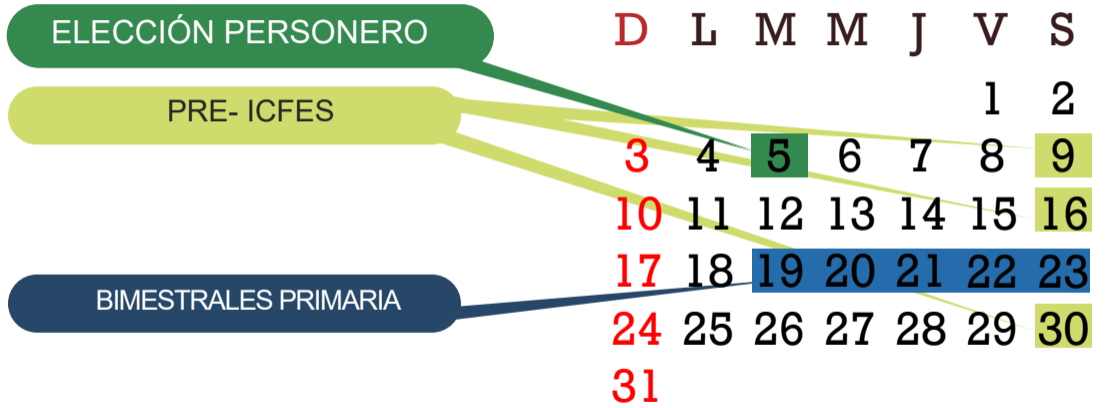 ELECCIÓN PERSONERO
PRE- ICFES
BIMESTRALES PRIMARIA
D L M M J V S
1 2
3 4 5 6 7 8 9
10 11 12 13 14 15 16
17 18 19 20 21 22 23
24 25 26 27 28 29 30
31